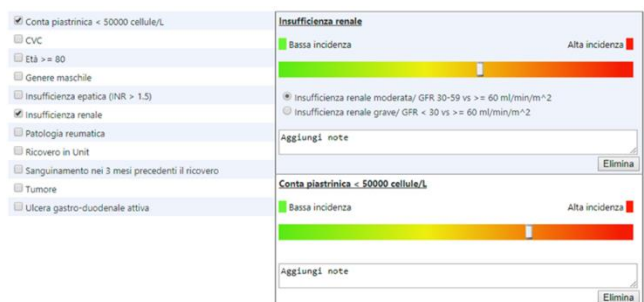 Conta piastrinica < 50000 cellule/L
CVC
Età >= 80
Genere maschile
Insufficienza epatica (INR > 1.5)
Insufficienza renale
Patologia reumatica
Ricovero in Unit
Sanguinamento nei 3 mesi precedenti il ricovero
Tumore
Ulcera gastro-duodenale attiva
Insufficienza renale
Bassa incidenza Alta incidenza
Insufficienza renale moderata/ GFR 30-59 vs >= 60 ml/min/m^2
Insufficienza renale grave/ GFR < 30 vs >= 60 ml/min/m^2
Aggiungi note
Elimina
Conta piastrinica < 50000 cellule/L
Bassa incidenza Alta incidenza
Aggiungi note
Elimina